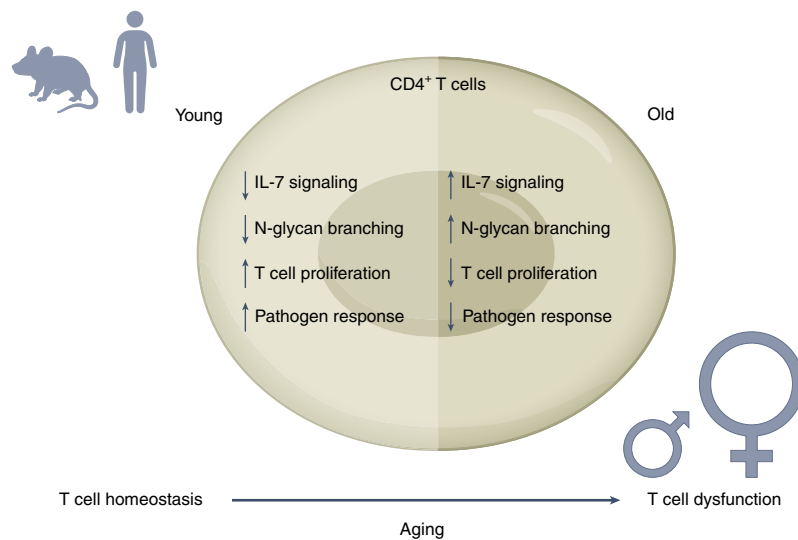 CD4⁺ T cells
Young
Old
↓ IL-7 signaling
↓ N-glycan branching
↑ T cell proliferation
↑ Pathogen response
↑ IL-7 signaling
↑ N-glycan branching
↓ T cell proliferation
↓ Pathogen response
T cell homeostasis
T cell dysfunction
Aging